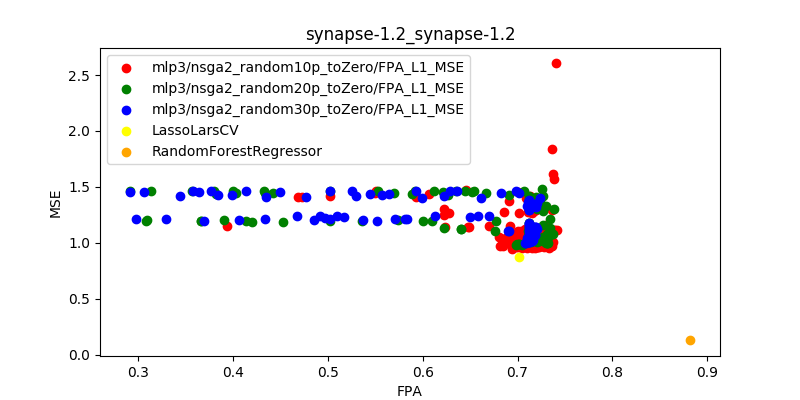 synapse-1.2_synapse-1.2
mlp3/nsga2_random10p_toZero/FPA_L1_MSE
mlp3/nsga2_random20p_toZero/FPA_L1_MSE
mlp3/nsga2_random30p_toZero/FPA_L1_MSE
LassoLarsCV
RandomForestRegressor
MSE
2.5
2.0
1.5
1.0
0.5
0.0
0.3 0.4 0.5 0.6 0.7 0.8 0.9
FPA